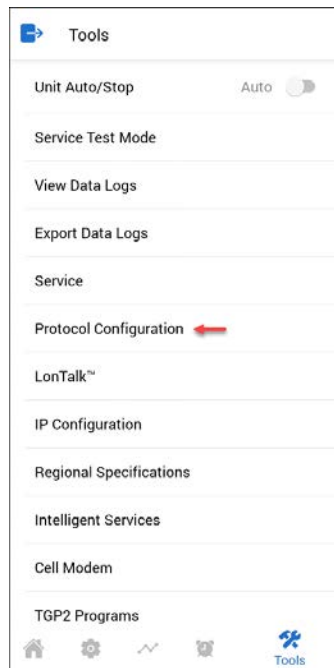 Tools
Unit Auto/Stop Auto
Service Test Mode
View Data Logs
Export Data Logs
Service
Protocol Configuration
LonTalk™
IP Configuration
Regional Specifications
Intelligent Services
Cell Modem
TGP2 Programs
Tools